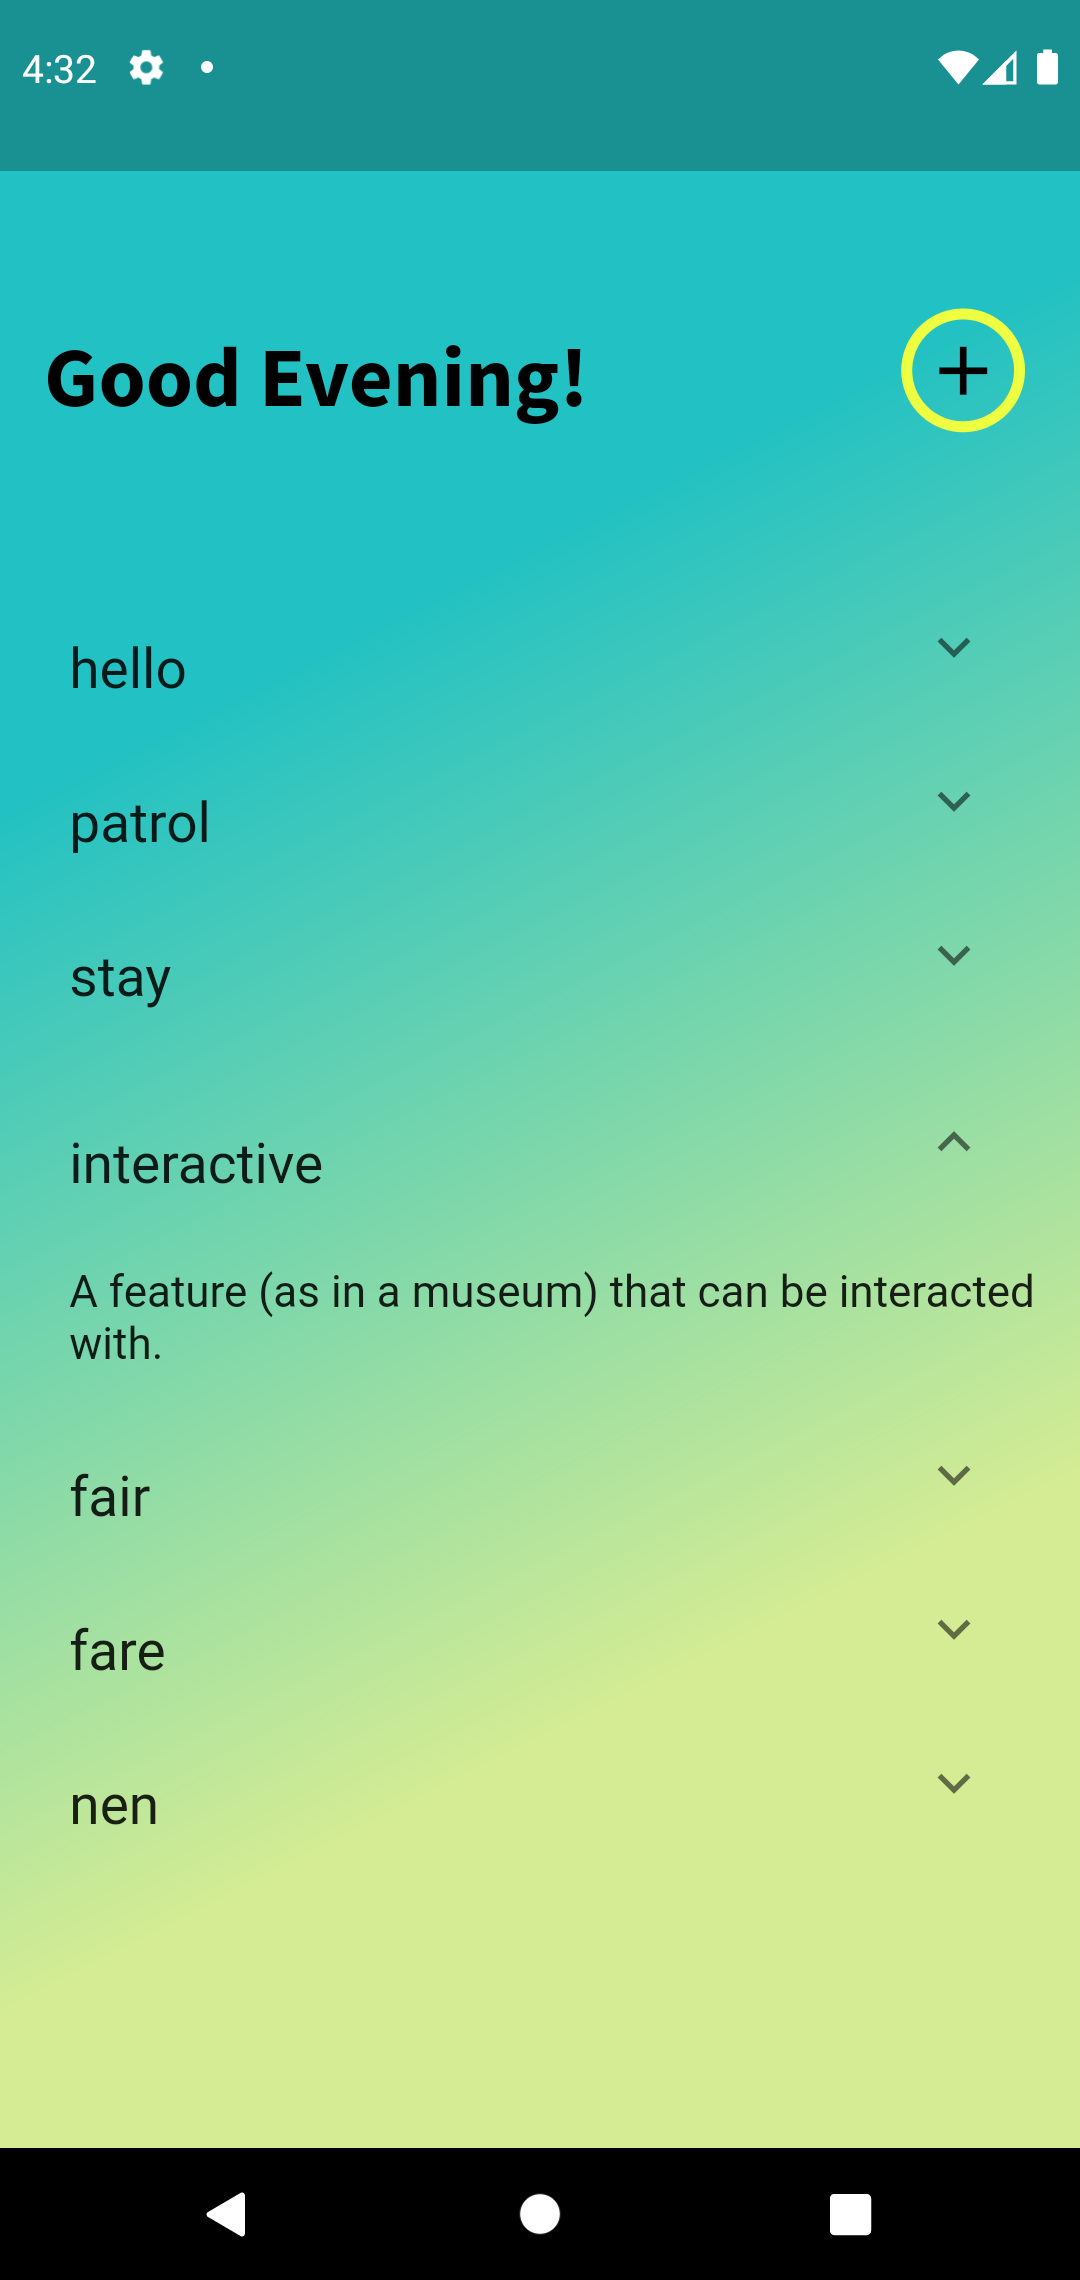 4:32
Good Evening!
hello
patrol
stay
interactive
A feature (as in a museum) that can be interacted
with.
fair
fare
nen